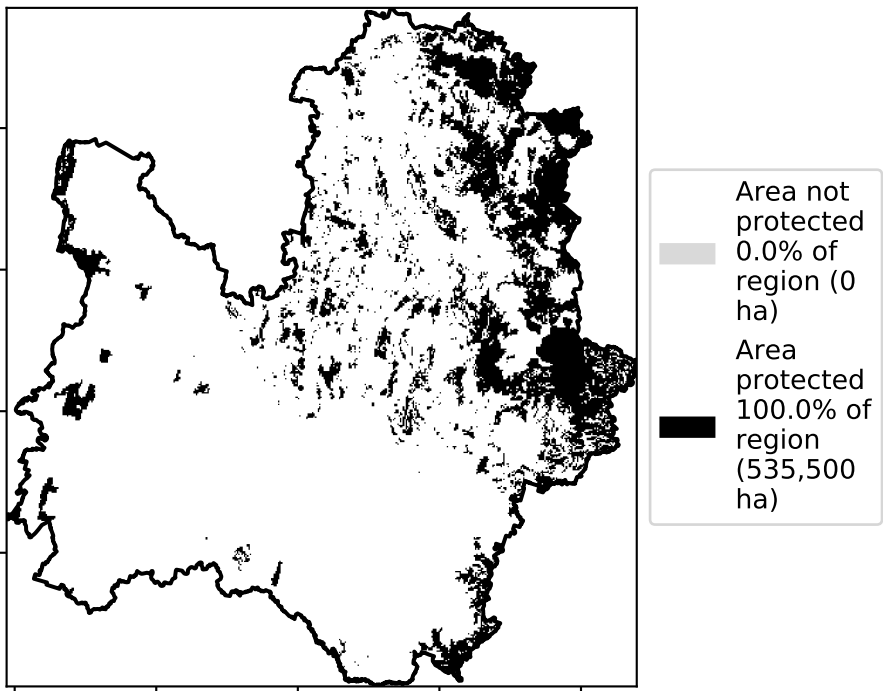 Area not
protected
0.0% of
region (0
ha)
Area
protected
100.0% of
region
(535,500
ha)